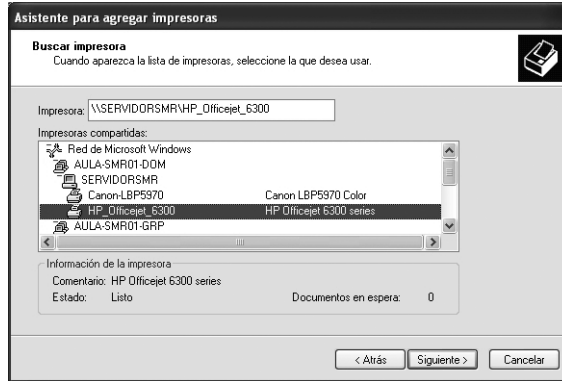 Asistente para agregar impresoras
Buscar impresora
Cuando aparezca la lista de impresoras, seleccione la que desea usar.
Impresora: \\SERVIDORSMR\HP_Officejet_6300
Impresoras compartidas:
Red de Microsoft Windows
AULA-SMR01-DOM
SERVIDORSMR
Canon-LBP5970 Canon LBP5970 Color
HP_Officejet_6300 HP Officejet 6300 series
AULA-SMR01-GRP
Información de la impresora
Comentario: HP Officejet 6300 series
Estado: Listo Documentos en espera: 0
< Atrás Siguiente > Cancelar